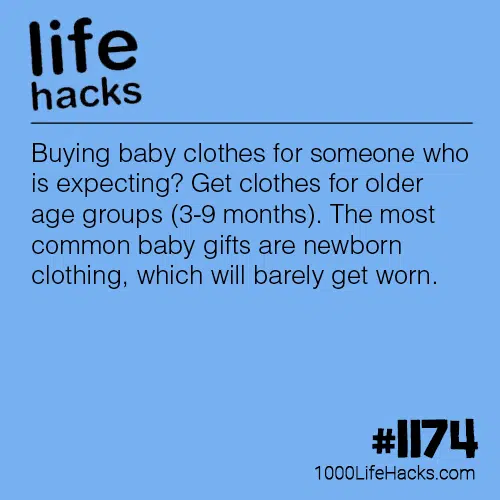 life
hacks
Buying baby clothes for someone who
is expecting? Get clothes for older
age groups (3-9 months). The most
common baby gifts are newborn
clothing, which will barely get worn.
#1174
1000LifeHacks.com